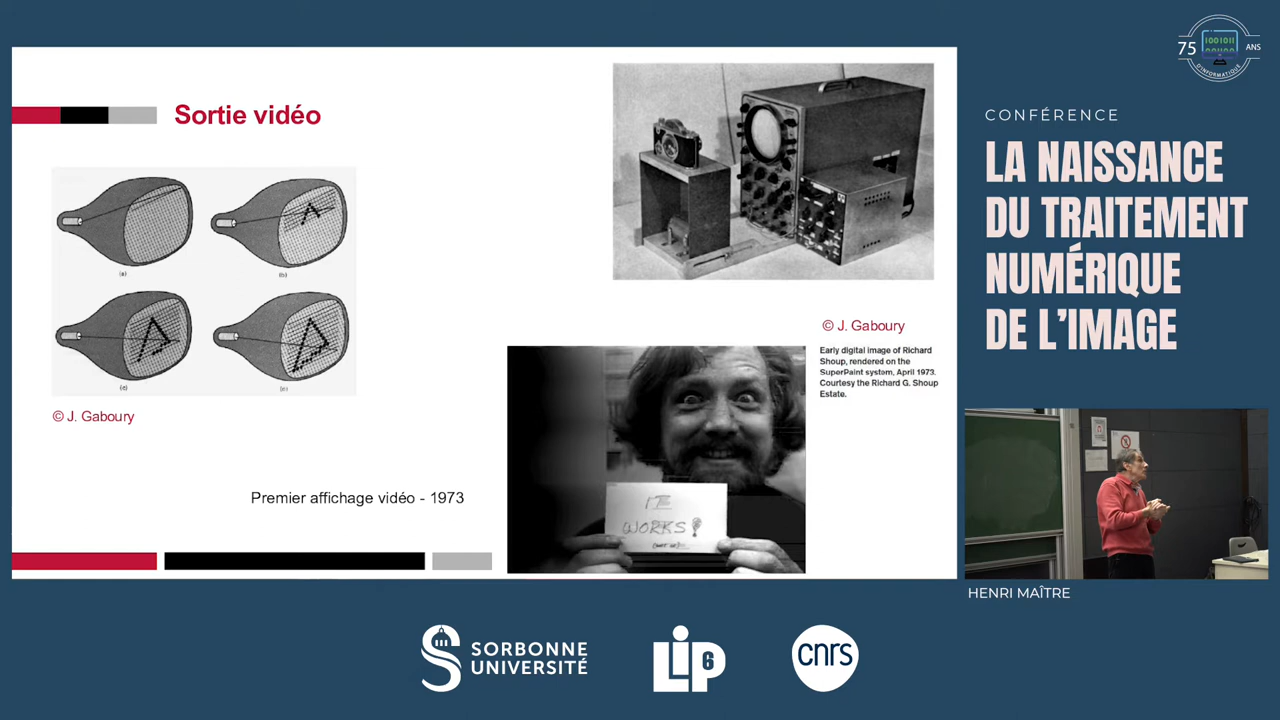 75 ANS
D'INFORMATIQUE
CONFÉRENCE
LA NAISSANCE
DU TRAITEMENT
NUMÉRIQUE
DE L'IMAGE
Sortie vidéo
(a)
(b)
© J. Gaboury
© J. Gaboury
Early digital image of Richard
Shoup, rendered on the
SuperPaint system, April 1973.
Courtesy the Richard G. Shoup
Estate.
Premier affichage vidéo - 1973
IT
WORKS!
HENRI MAÎTRE
SORBONNE
UNIVERSITÉ
LIP6
cnrs